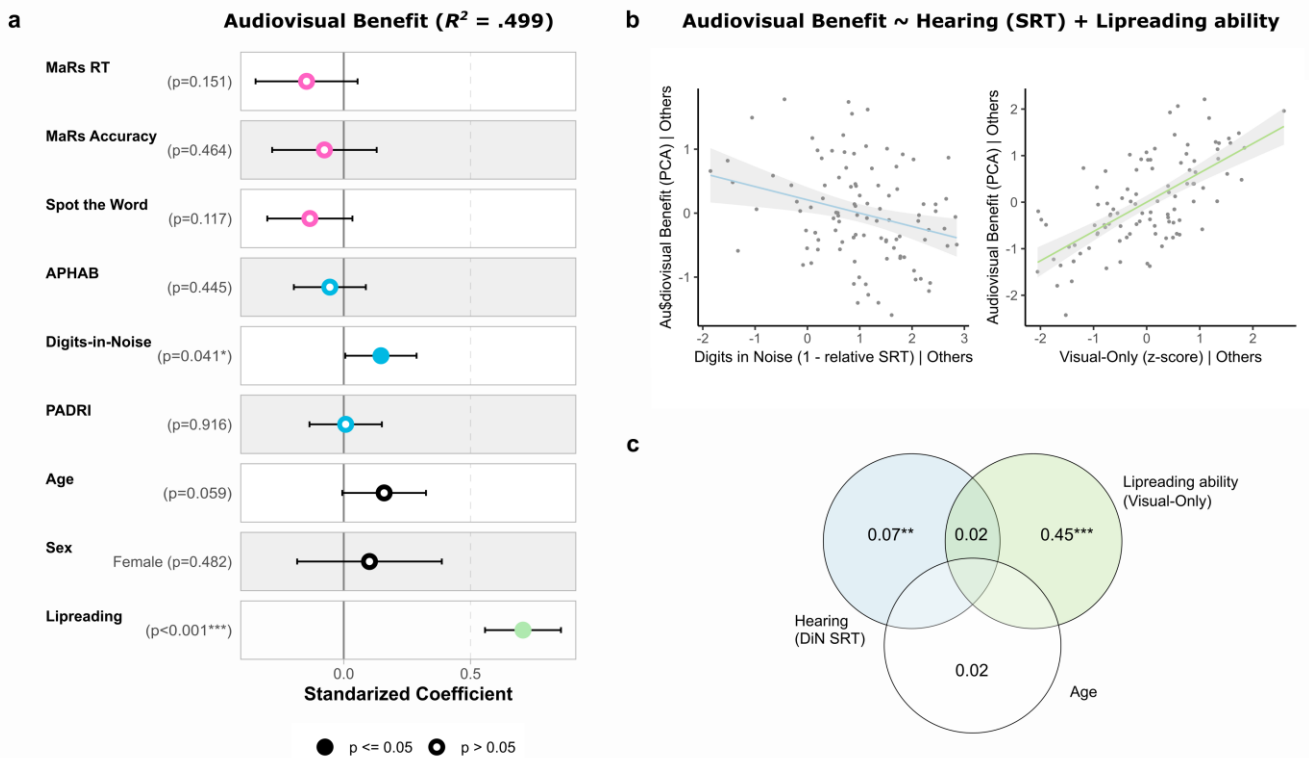 a
Audiovisual Benefit (R² = .499)
MaRs RT
(p=0.151)
MaRs Accuracy
(p=0.464)
Spot the Word
(p=0.117)
APHAB
(p=0.445)
Digits-in-Noise
(p=0.041*)
PADRI
(p=0.916)
Age
(p=0.059)
Sex
Female (p=0.482)
Lipreading
(p<0.001***)
0.0 0.5
Standarized Coefficient
p <= 0.05 p > 0.05
b
Audiovisual Benefit ~ Hearing (SRT) + Lipreading ability
Au$diovisual Benefit (PCA) | Others
1
0
-1
-2 -1 0 1 2 3
Digits in Noise (1 - relative SRT) | Others
Audiovisual Benefit (PCA) | Others
2
1
0
-1
-2
-2 -1 0 1 2
Visual-Only (z-score) | Others
c
Lipreading ability
(Visual-Only)
0.07** 0.02 0.45***
Hearing
(DiN SRT)
0.02
Age